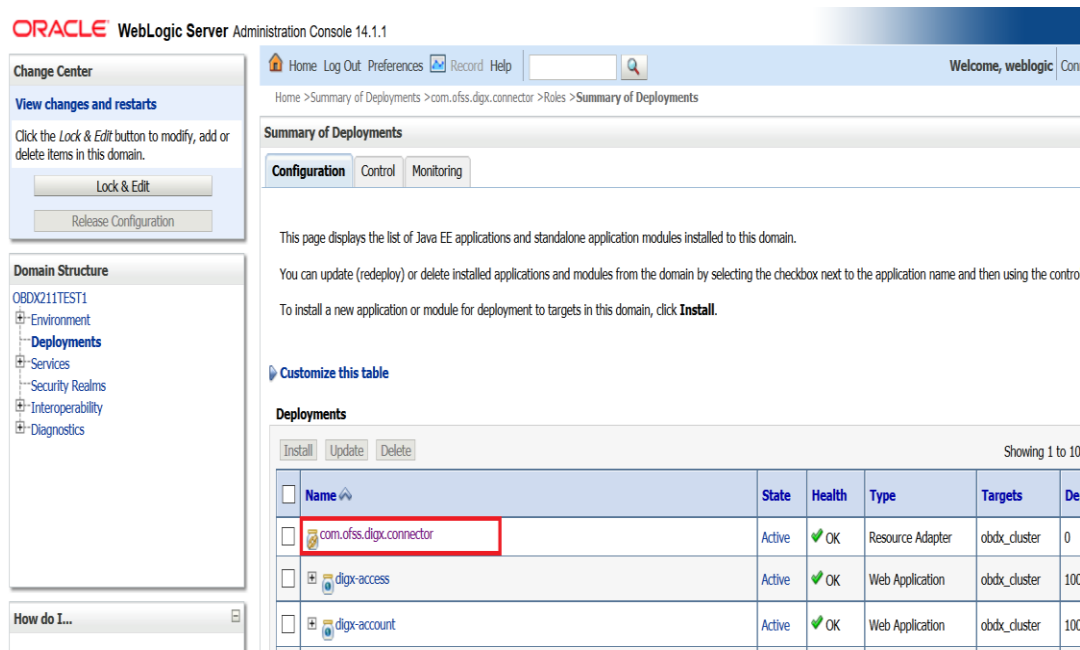 ORACLE WebLogic Server Administration Console 14.1.1
Change Center
View changes and restarts
Click the Lock & Edit button to modify, add or
delete items in this domain.
Lock & Edit
Release Configuration
Domain Structure
OBDX211TEST1
Environment
Deployments
Services
Security Realms
Interoperability
Diagnostics
How do I...
Home Log Out Preferences Record Help
Welcome, weblogic Con
Home >Summary of Deployments >com.ofss.digx.connector >Roles >Summary of Deployments
Summary of Deployments
Configuration Control Monitoring
This page displays the list of Java EE applications and standalone application modules installed to this domain.
You can update (redeploy) or delete installed applications and modules from the domain by selecting the checkbox next to the application name and then using the contro
To install a new application or module for deployment to targets in this domain, click Install.
Customize this table
Deployments
Install Update Delete
Showing 1 to 10
Name State Health Type Targets De
com.ofss.digx.connector Active OK Resource Adapter obdx_cluster 0
digx-access Active OK Web Application obdx_cluster 100
digx-account Active OK Web Application obdx_cluster 100